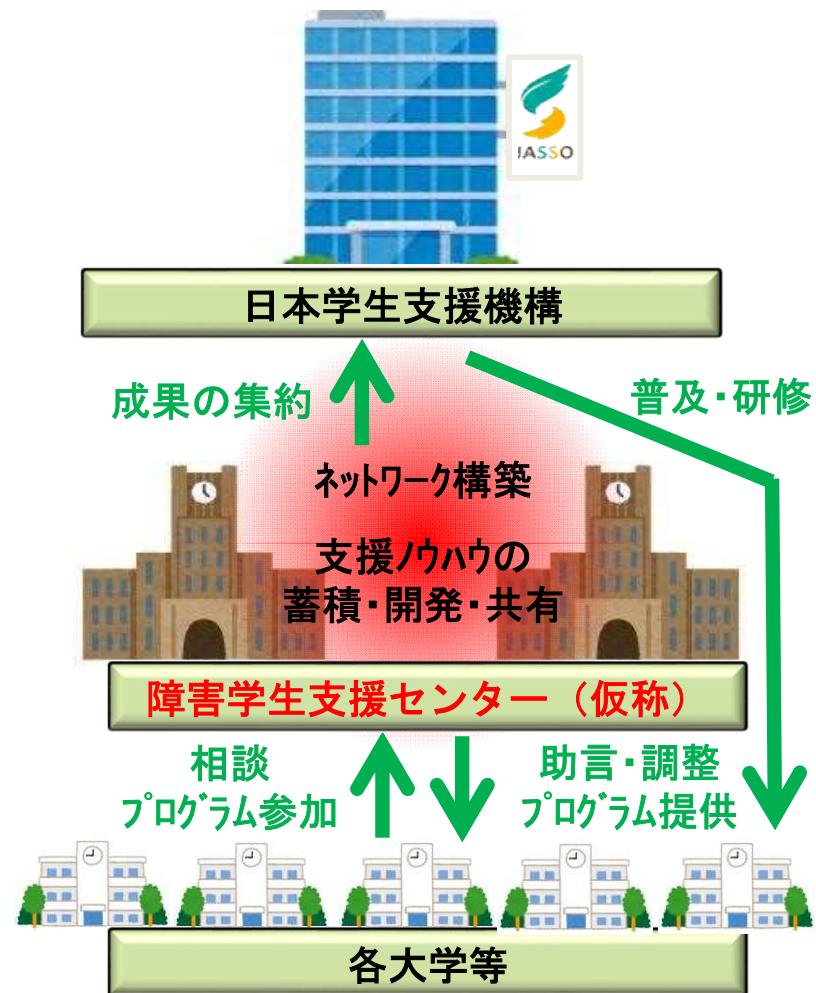 JASSO
日本学生支援機構
成果の集約
普及・研修
ﾈｯﾄﾜｰｸ構築
支援ﾉｳﾊｳの
蓄積・開発・共有
障害学生支援センター（仮称）
相談
ﾌﾟﾛｸﾞﾗﾑ参加
助言・調整
ﾌﾟﾛｸﾞﾗﾑ提供
各大学等